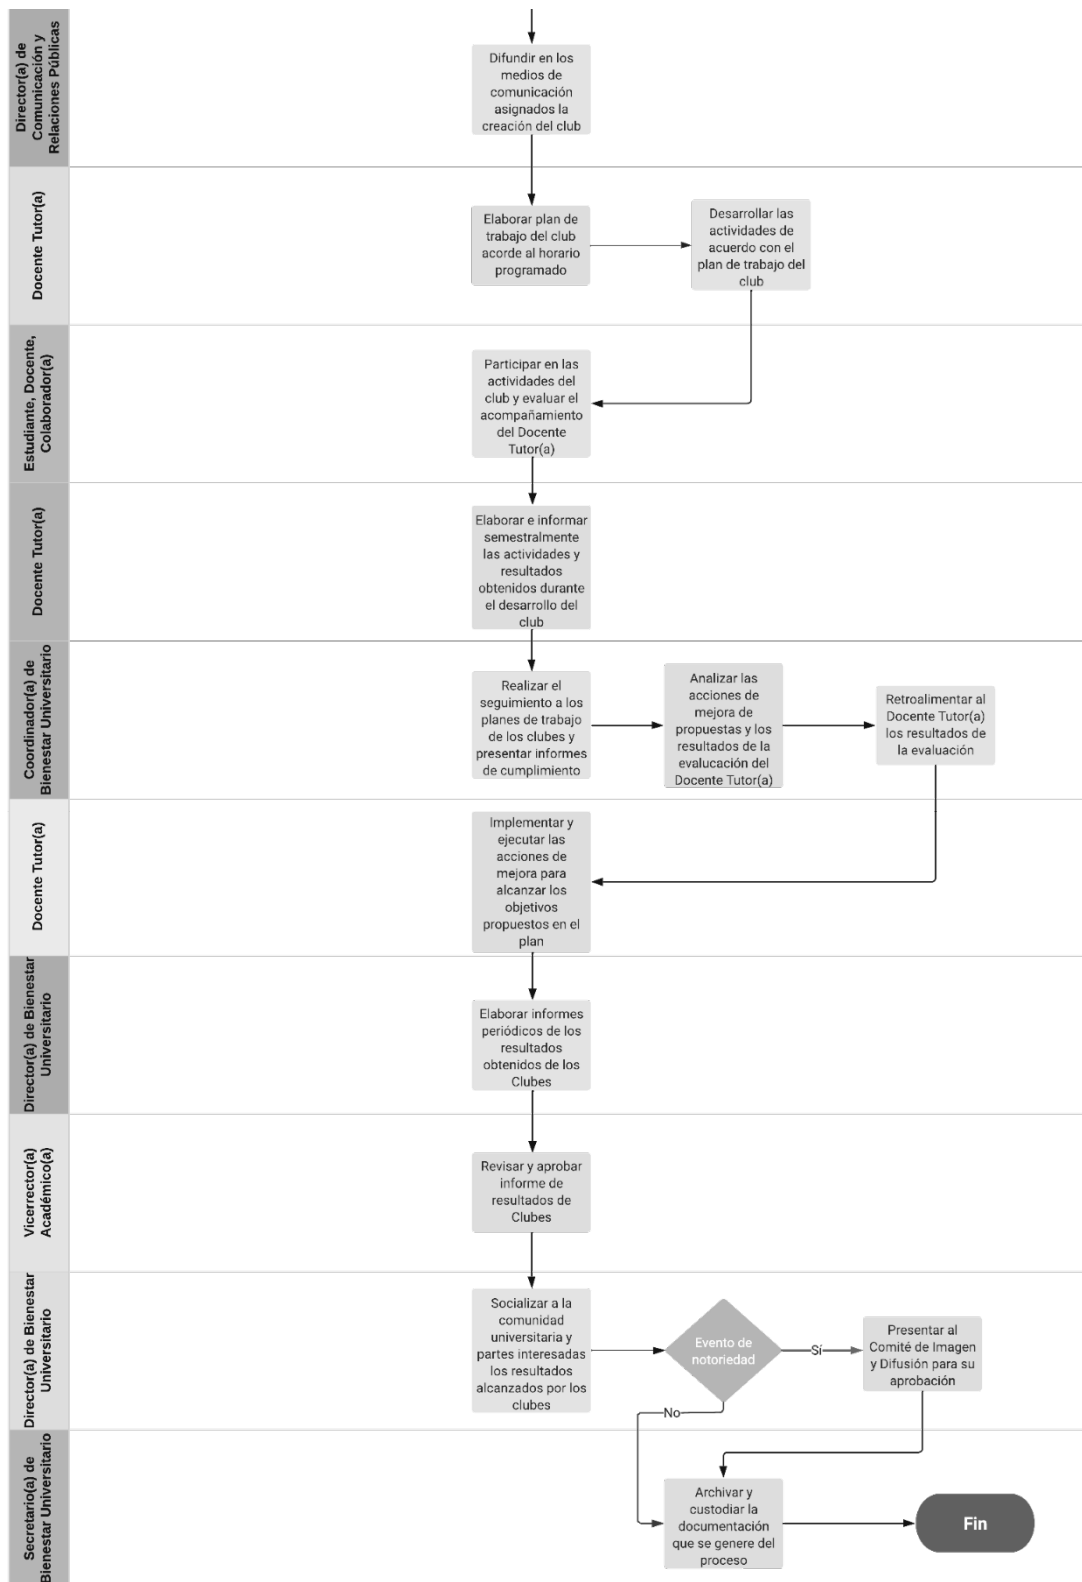 Director(a) de
Comunicación y
Relaciones Públicas
Difundir en los
medios de
comunicación
asignados la
creación del club
Docente Tutor(a)
Elaborar plan de
trabajo del club
acorde al horario
programado
Desarrollar las
actividades de
acuerdo con el
plan de trabajo del
club
Estudiante, Docente,
Colaborador(a)
Participar en las
actividades del
club y evaluar el
acompañamiento
del Docente
Tutor(a)
Docente Tutor(a)
Elaborar e informar
semestralmente
las actividades y
resultados
obtenidos durante
el desarrollo del
club
Coordinador(a) de
Bienestar Universitario
Realizar el
seguimiento a los
planes de trabajo
de los clubes y
presentar informes
de cumplimiento
Analizar las
acciones de
mejora de
propuestas y los
resultados de la
evalucación del
Docente Tutor(a)
Retroalimentar al
Docente Tutor(a)
los resultados de
la evaluación
Docente Tutor(a)
Implementar y
ejecutar las
acciones de
mejora para
alcanzar los
objetivos
propuestos en el
plan
Director(a) de Bienestar
Universitario
Elaborar informes
periódicos de los
resultados
obtenidos de los
Clubes
Vicerrector(a)
Académico(a)
Revisar y aprobar
informe de
resultados de
Clubes
Director(a) de Bienestar
Universitario
Socializar a la
comunidad
universitaria y
partes interesadas
los resultados
alcanzados por los
clubes
Evento de
notoriedad
Sí
Presentar al
Comité de Imagen
y Difusión para su
aprobación
No
Secretario(a) de
Bienestar Universitario
Archivar y
custodiar la
documentación
que se genere del
proceso
Fin